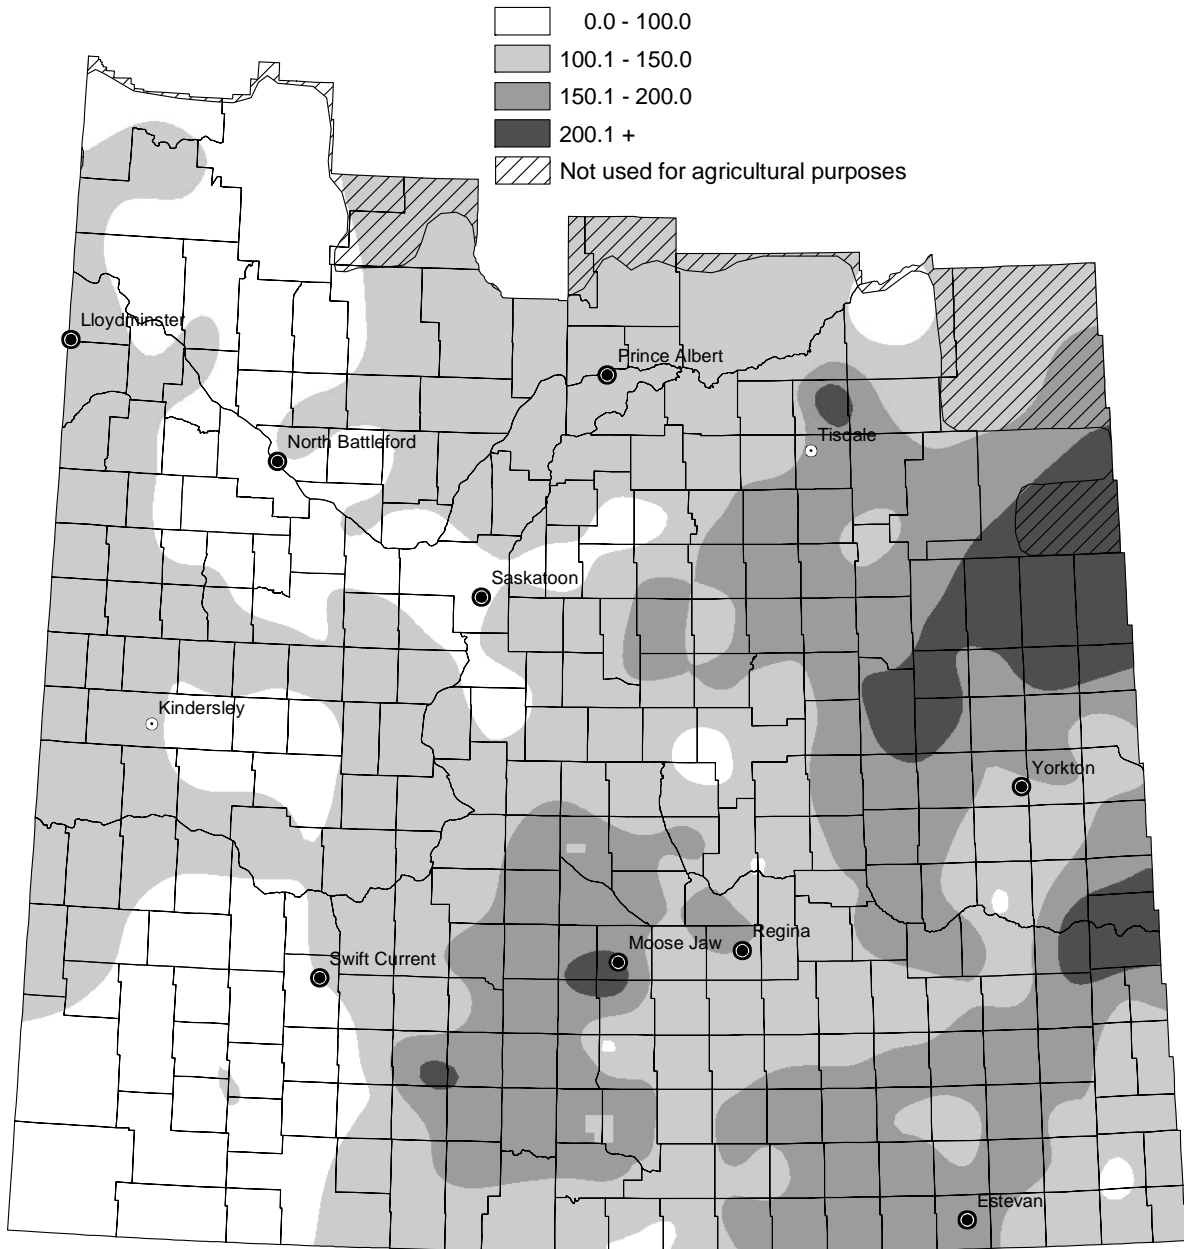 0.0 - 100.0
100.1 - 150.0
150.1 - 200.0
200.1 +
Not used for agricultural purposes
Lloydminster
Prince Albert
North Battleford
Tisdale
Saskatoon
Kindersley
Yorkton
Moose Jaw
Regina
Swift Current
Estevan